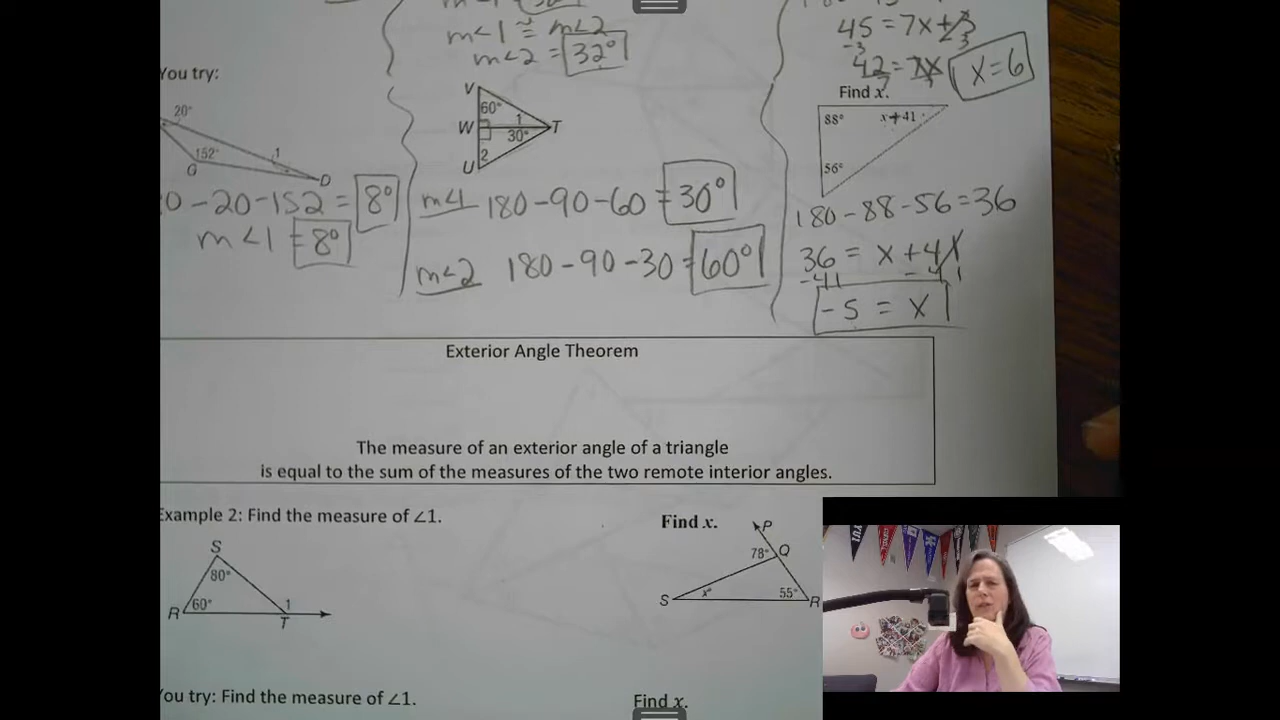 m<1 ≅ m<2
m<2 = 32°
You try:
20°
152°
1
G
D
0-20-152 = 8°
m<1 = 8°
V
60°
W
1
30°
T
2
U
m<1 180-90-60 = 30°
m<2 180-90-30 = 60°
45 = 7x+3
-3 3
42 = 7x
7
x = 6
Find x.
88°
x + 41
56°
180-88-56=36
36 = x + 41
-41 -41
-5 = x
Exterior Angle Theorem
The measure of an exterior angle of a triangle
is equal to the sum of the measures of the two remote interior angles.
Example 2: Find the measure of ∠1.
S
80°
R
60°
1
T
Find x.
P
78°
Q
S
x°
55°
R
You try: Find the measure of ∠1.
Find x.